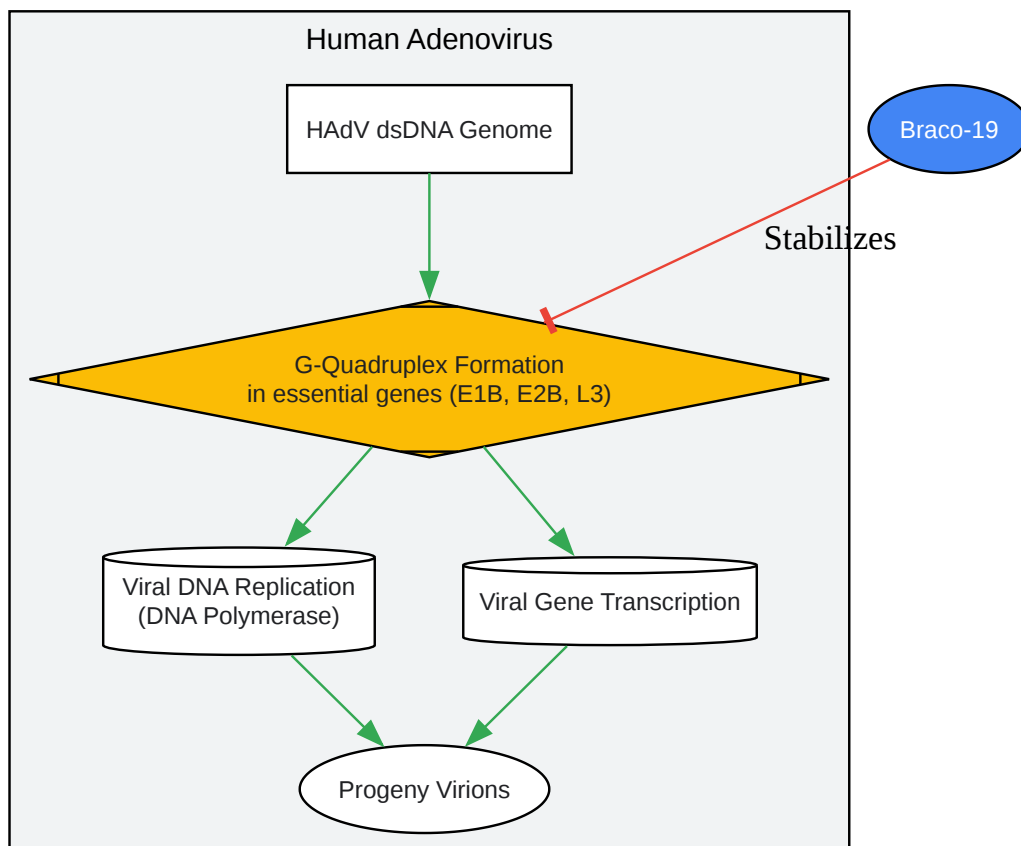 Human Adenovirus
HAdV dsDNA Genome
Braco-19
Stabilizes
G-Quadruplex Formation
in essential genes (E1B, E2B, L3)
Viral DNA Replication
(DNA Polymerase)
Viral Gene Transcription
Progeny Virions